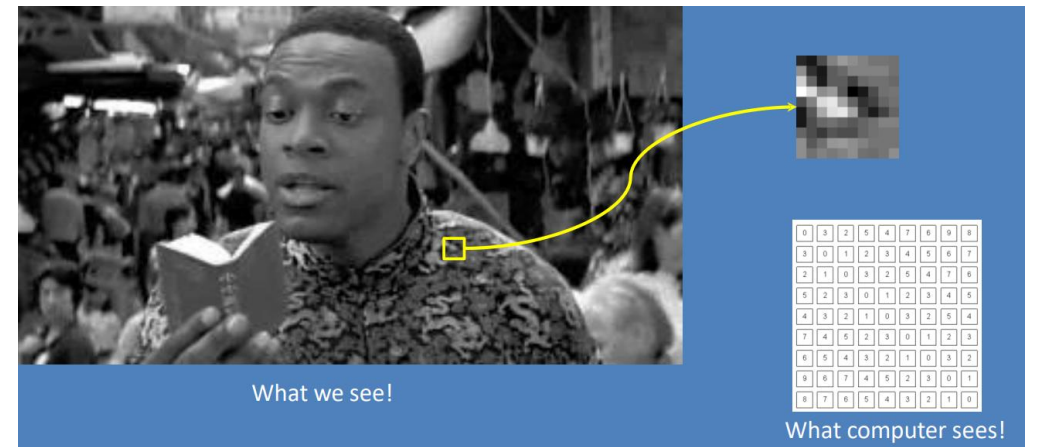 0 3 2 5 4 7 6 9 8
3 0 1 2 3 4 5 6 7
2 1 0 3 2 5 4 7 6
5 2 3 0 1 2 3 4 5
4 3 2 1 0 3 2 5 4
7 4 5 2 3 0 1 2 3
6 5 4 3 2 1 0 3 2
9 6 7 4 5 2 3 0 1
8 7 6 5 4 3 2 1 0
What we see!
What computer sees!